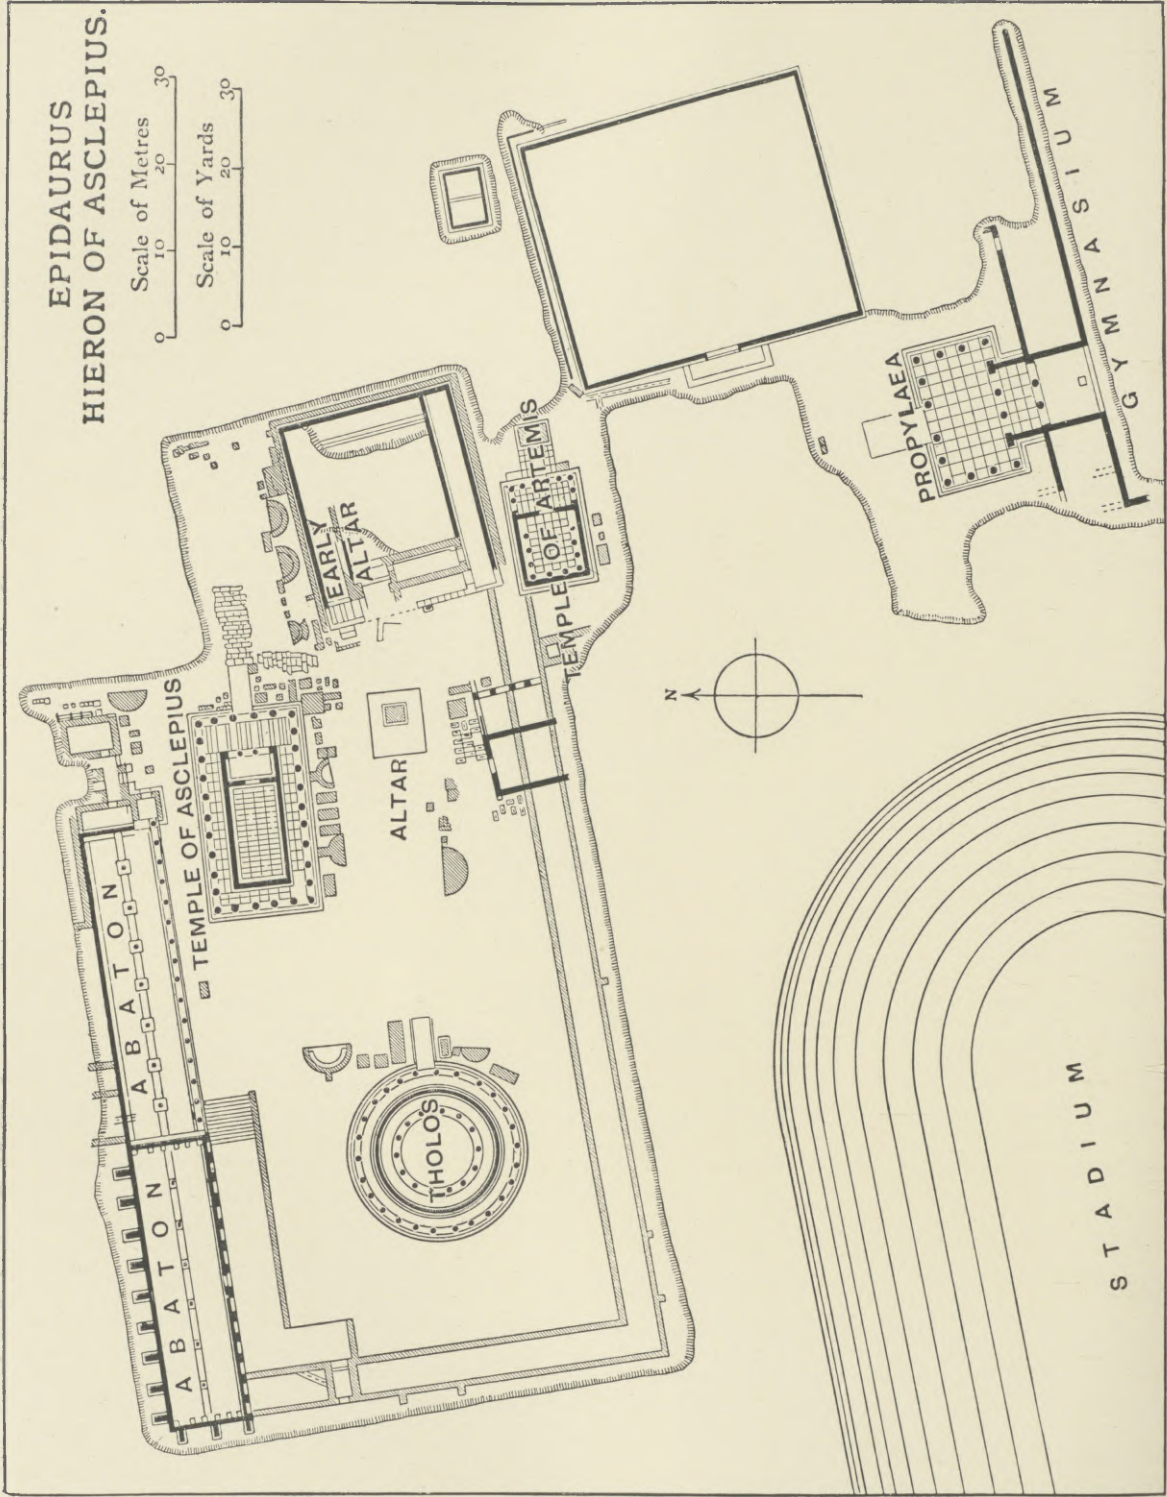 EPIDAURUS
HIERON OF ASCLEPIUS.
Scale of Metres
0 10 20 30
Scale of Yards
0 10 20 30
ABATON
ABATON
TEMPLE OF ASCLEPIUS
EARLY
ALTAR
ALTAR
THOLOS
TEMPLE OF ARTEMIS
PROPYLAEA
GYMNASIUM
N
STADIUM